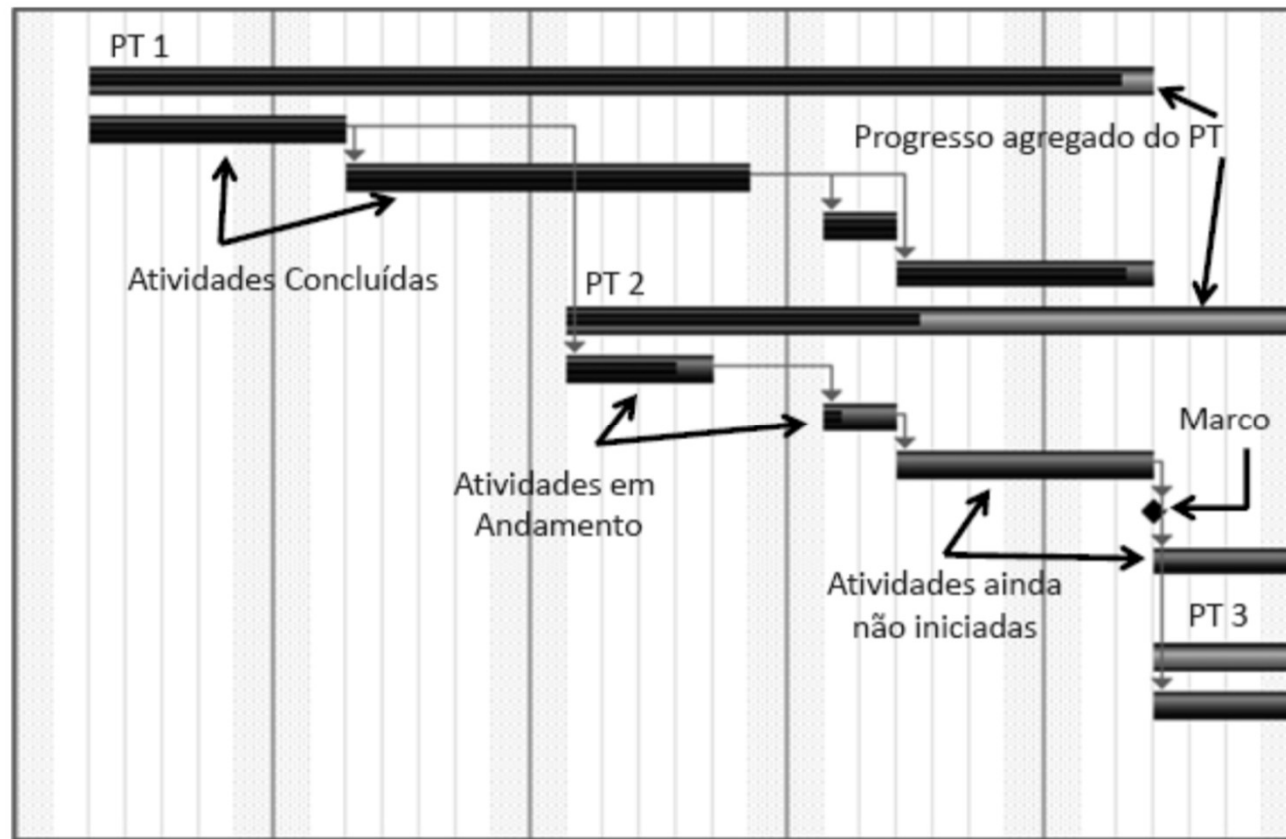 PT 1
Progresso agregado do PT
Atividades Concluídas
PT 2
Marco
Atividades em
Andamento
Atividades ainda
não iniciadas
PT 3